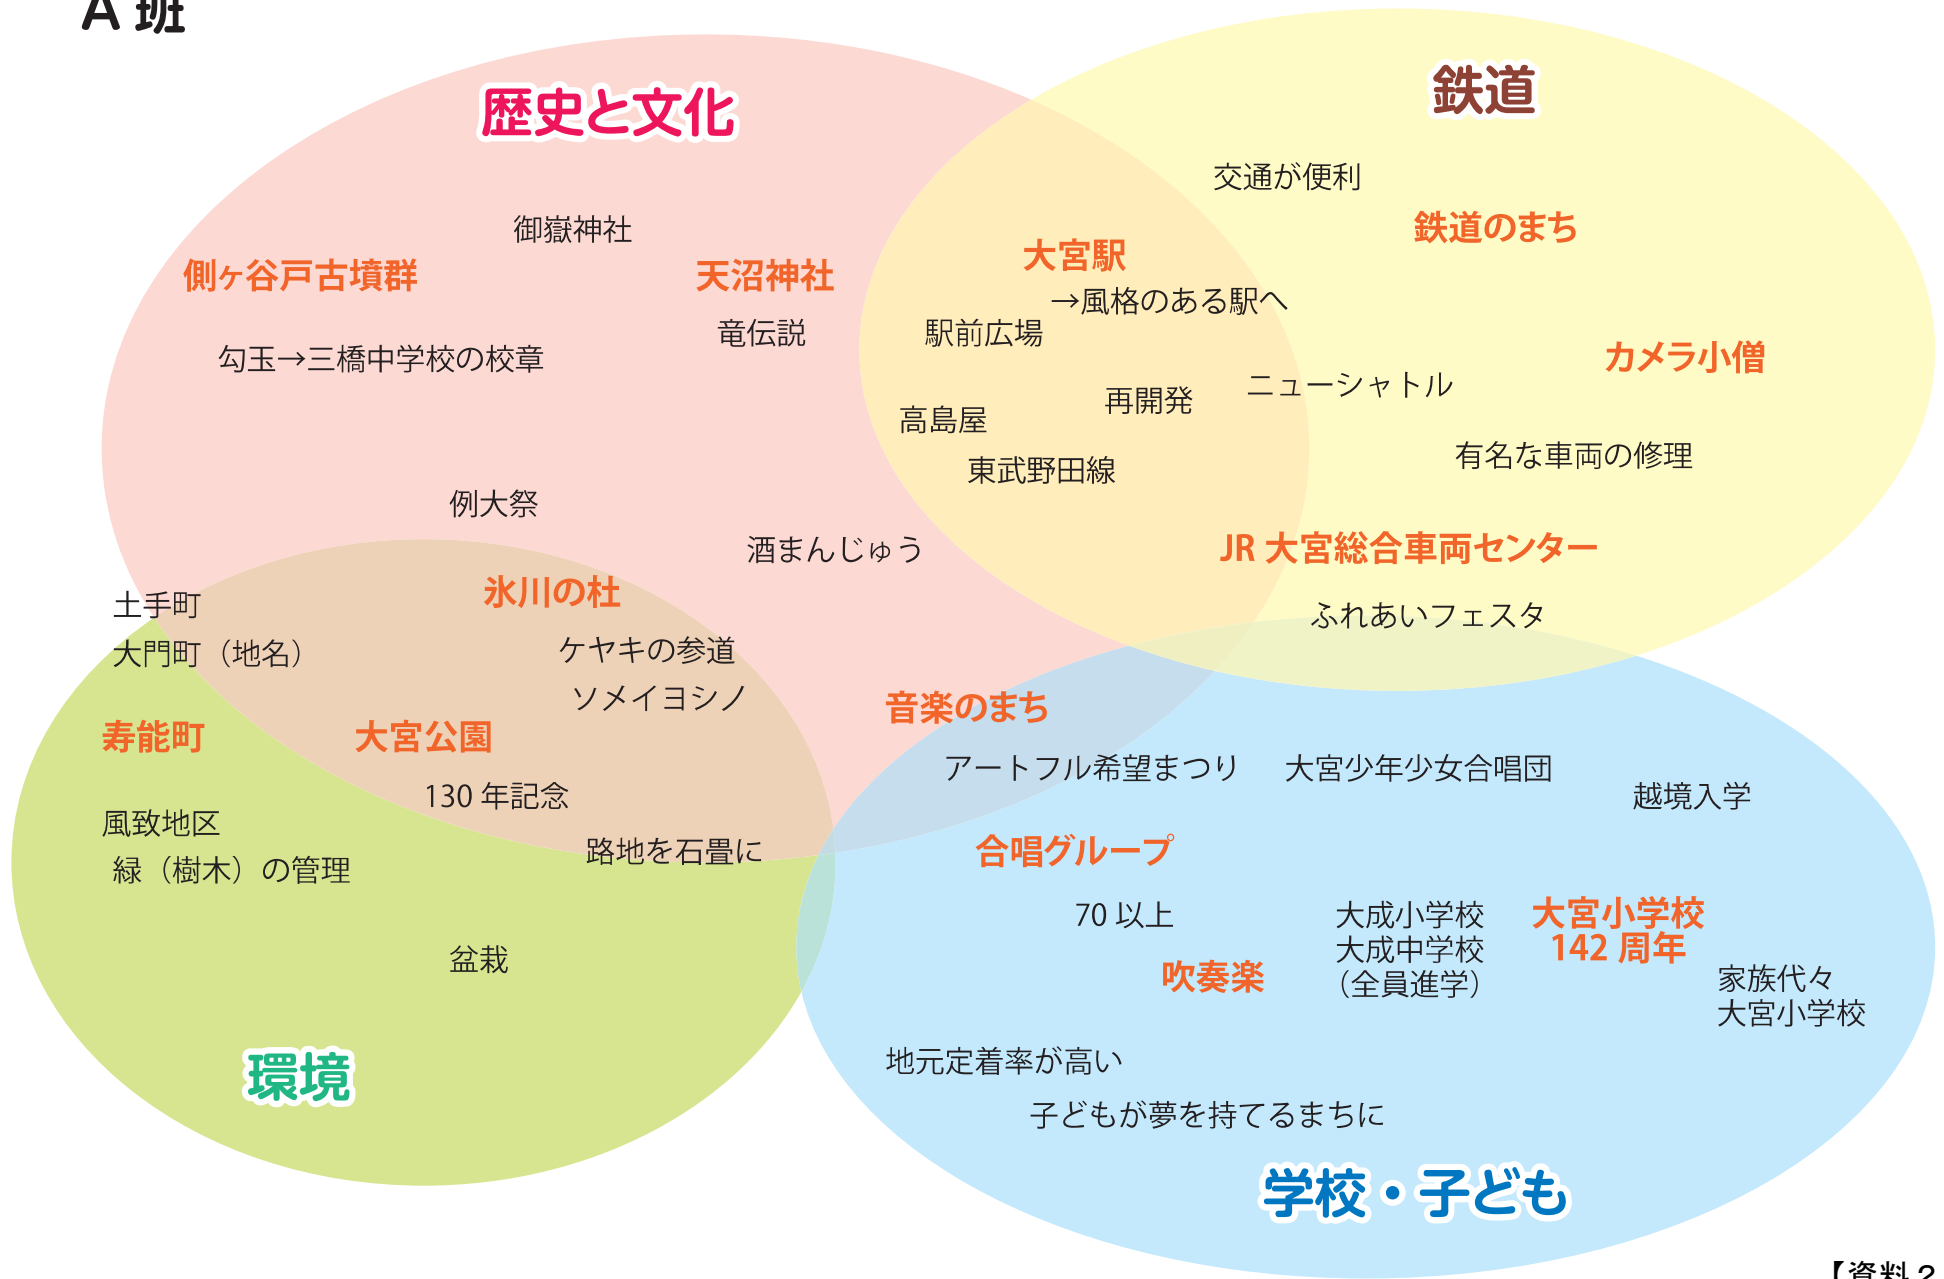 A 班
歴史と文化
御嶽神社
側ヶ谷戸古墳群
天沼神社
竜伝説
勾玉→三橋中学校の校章
例大祭
酒まんじゅう
鉄道
交通が便利
鉄道のまち
大宮駅
→風格のある駅へ
駅前広場
カメラ小僧
ニューシャトル
再開発
高島屋
東武野田線
有名な車両の修理
JR 大宮総合車両センター
ふれあいフェスタ
氷川の杜
土手町
大門町（地名）
ケヤキの参道
ソメイヨシノ
寿能町
大宮公園
130 年記念
風致地区
緑（樹木）の管理
路地を石畳に
盆栽
環境
音楽のまち
アートフル希望まつり
大宮少年少女合唱団
越境入学
合唱グループ
70 以上
吹奏楽
大成小学校
大成中学校
（全員進学）
大宮小学校
142 周年
家族代々
大宮小学校
地元定着率が高い
子どもが夢を持てるまちに
学校・子ども
【資料２